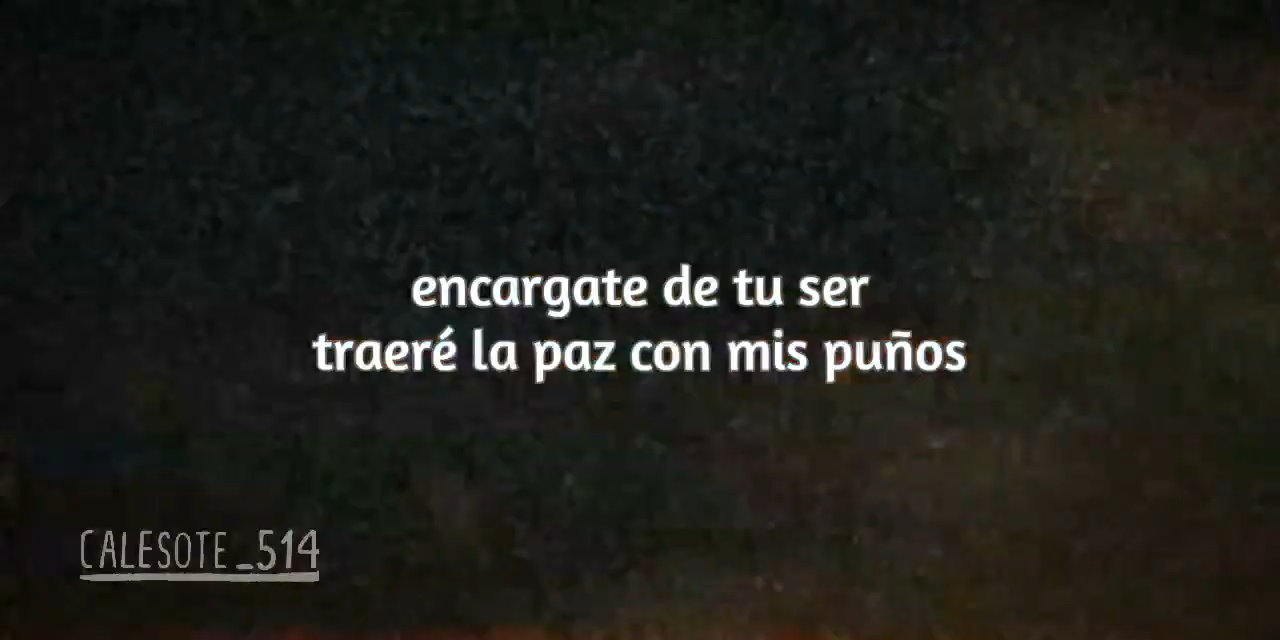 encargate de tu ser
traeré la paz con mis puños
CALESOTE_514